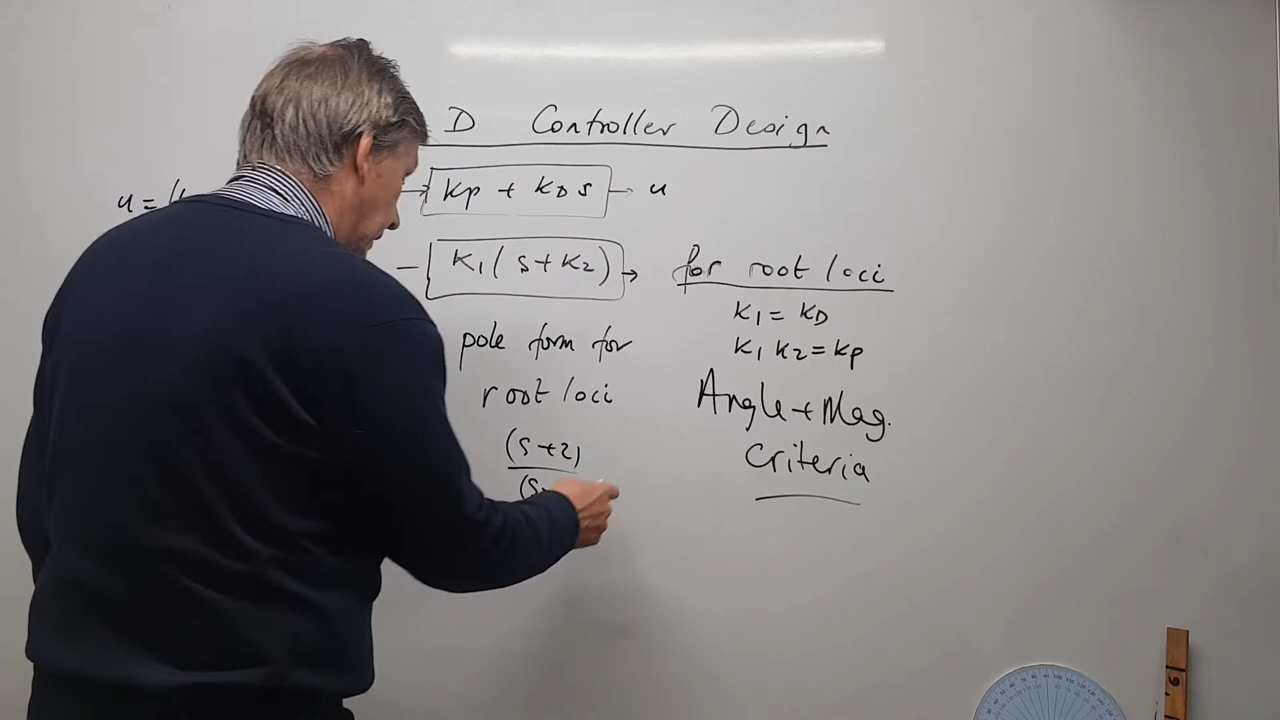 D Controller Design
u = (k
kp + kD s → u
K1 ( s + K2 ) →
for root loci
K1 = KD
K1 K2 = Kp
pole form for
root loci
(s+z)
(s
Angle + Mag.
Criteria